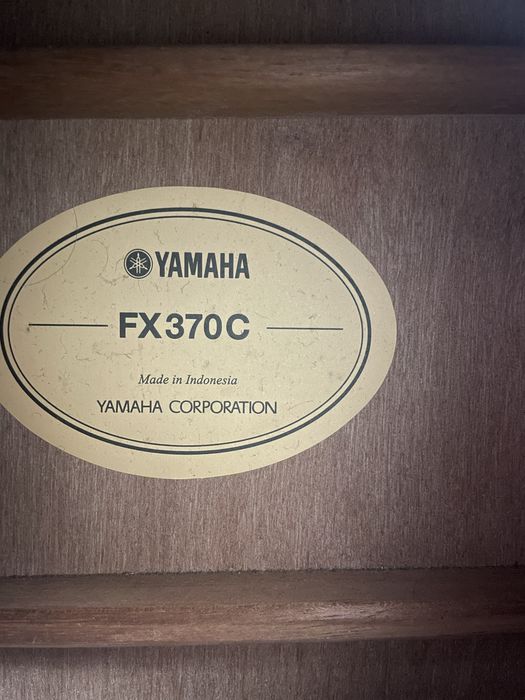 YAMAHA
FX370C
Made in Indonesia
YAMAHA CORPORATION